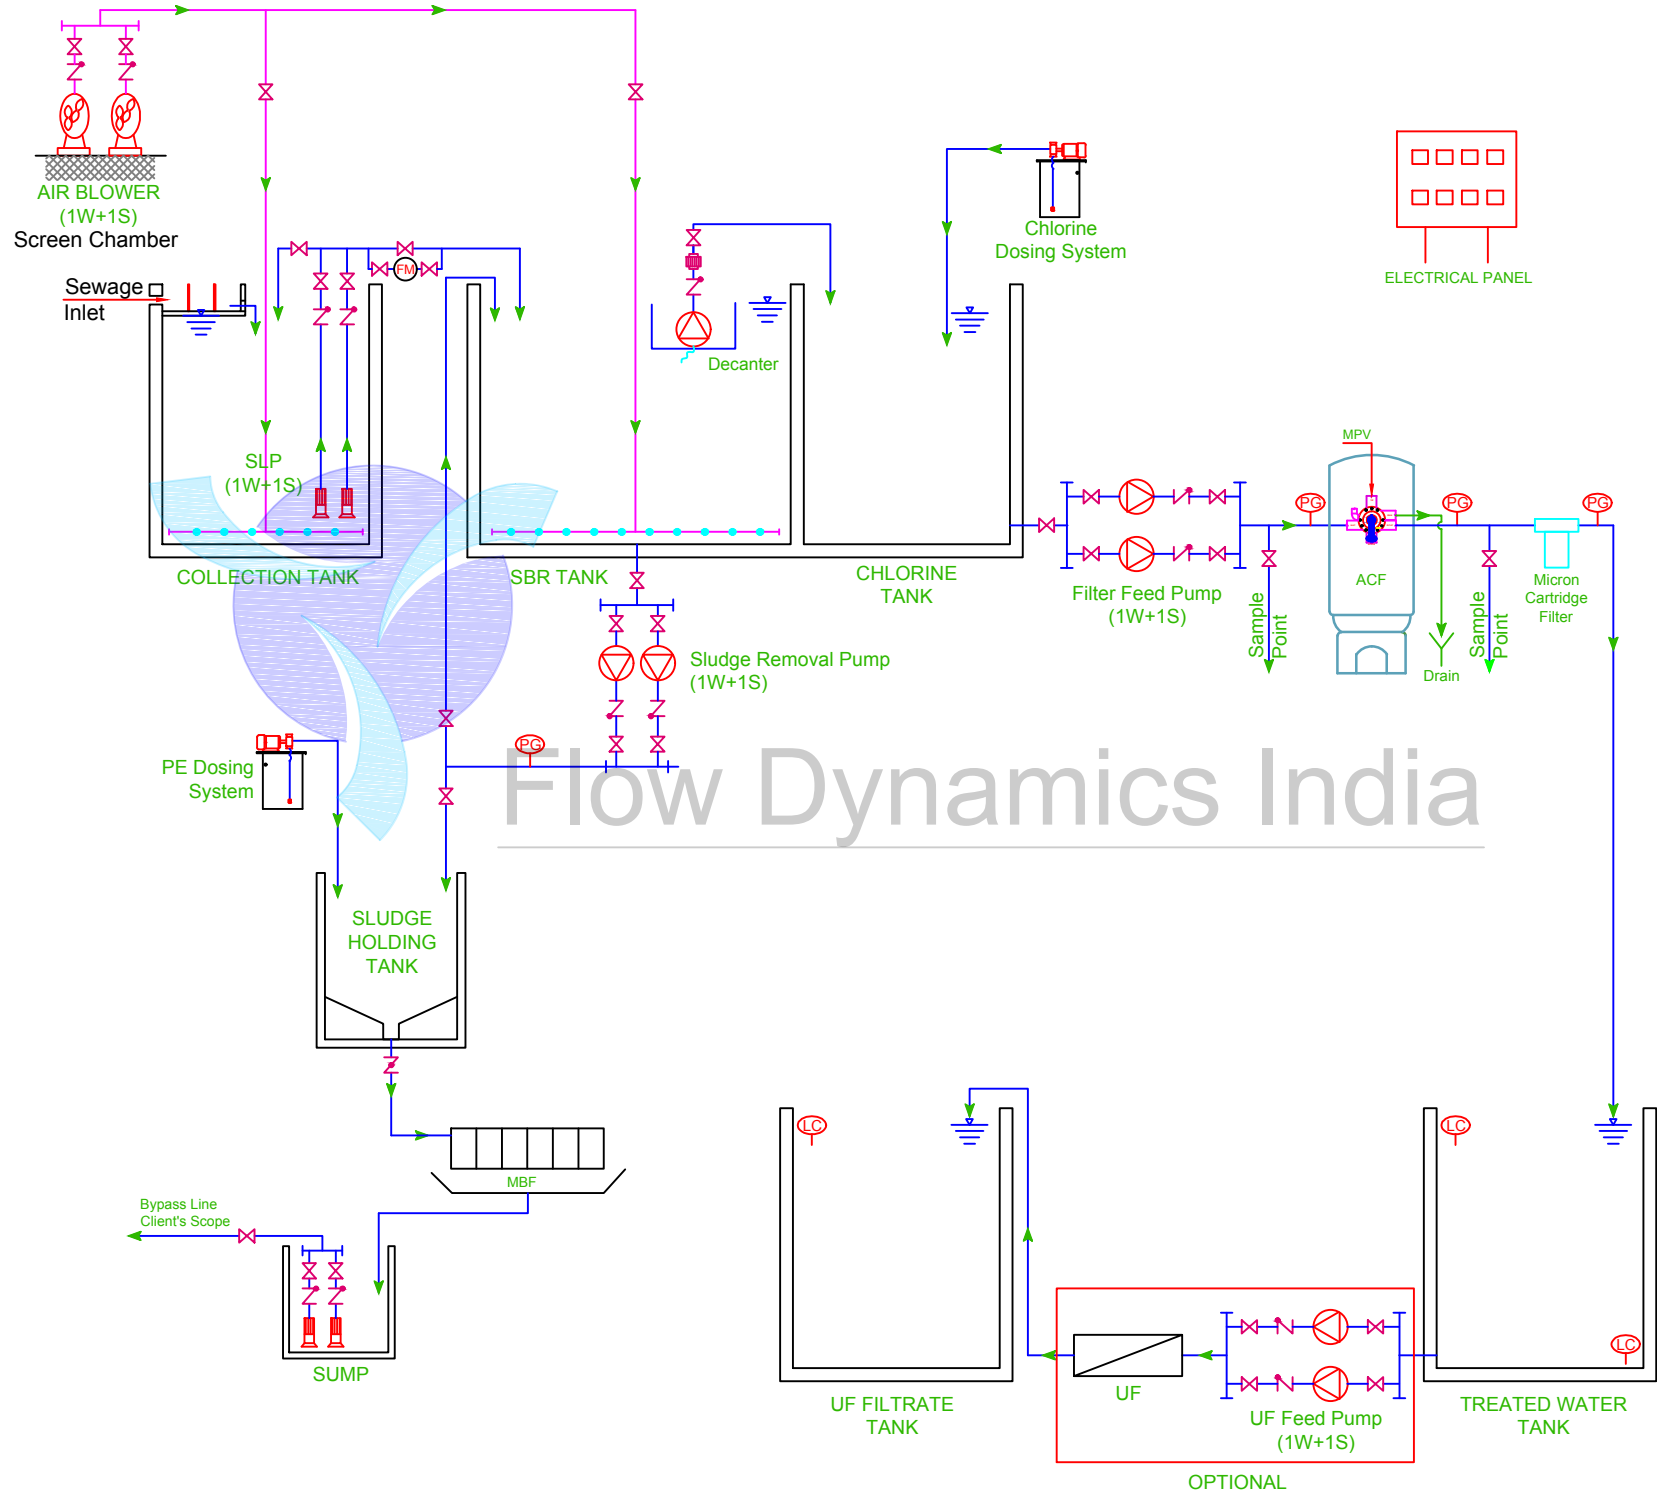 AIR BLOWER
(1W+1S)
Screen Chamber
Sewage
Inlet
FM
SLP
(1W+1S)
COLLECTION TANK
SBR TANK
Decanter
CHLORINE
TANK
Chlorine
Dosing System
ELECTRICAL PANEL
Filter Feed Pump
(1W+1S)
PG
Sample
Point
MPV
ACF
PG
Drain
Sample
Point
PG
Micron
Cartridge
Filter
Sludge Removal Pump
(1W+1S)
PG
PE Dosing
System
Flow Dynamics India
SLUDGE
HOLDING
TANK
MBF
Bypass Line
Client's Scope
SUMP
LC
UF FILTRATE
TANK
UF
UF Feed Pump
(1W+1S)
OPTIONAL
LC
LC
TREATED WATER
TANK